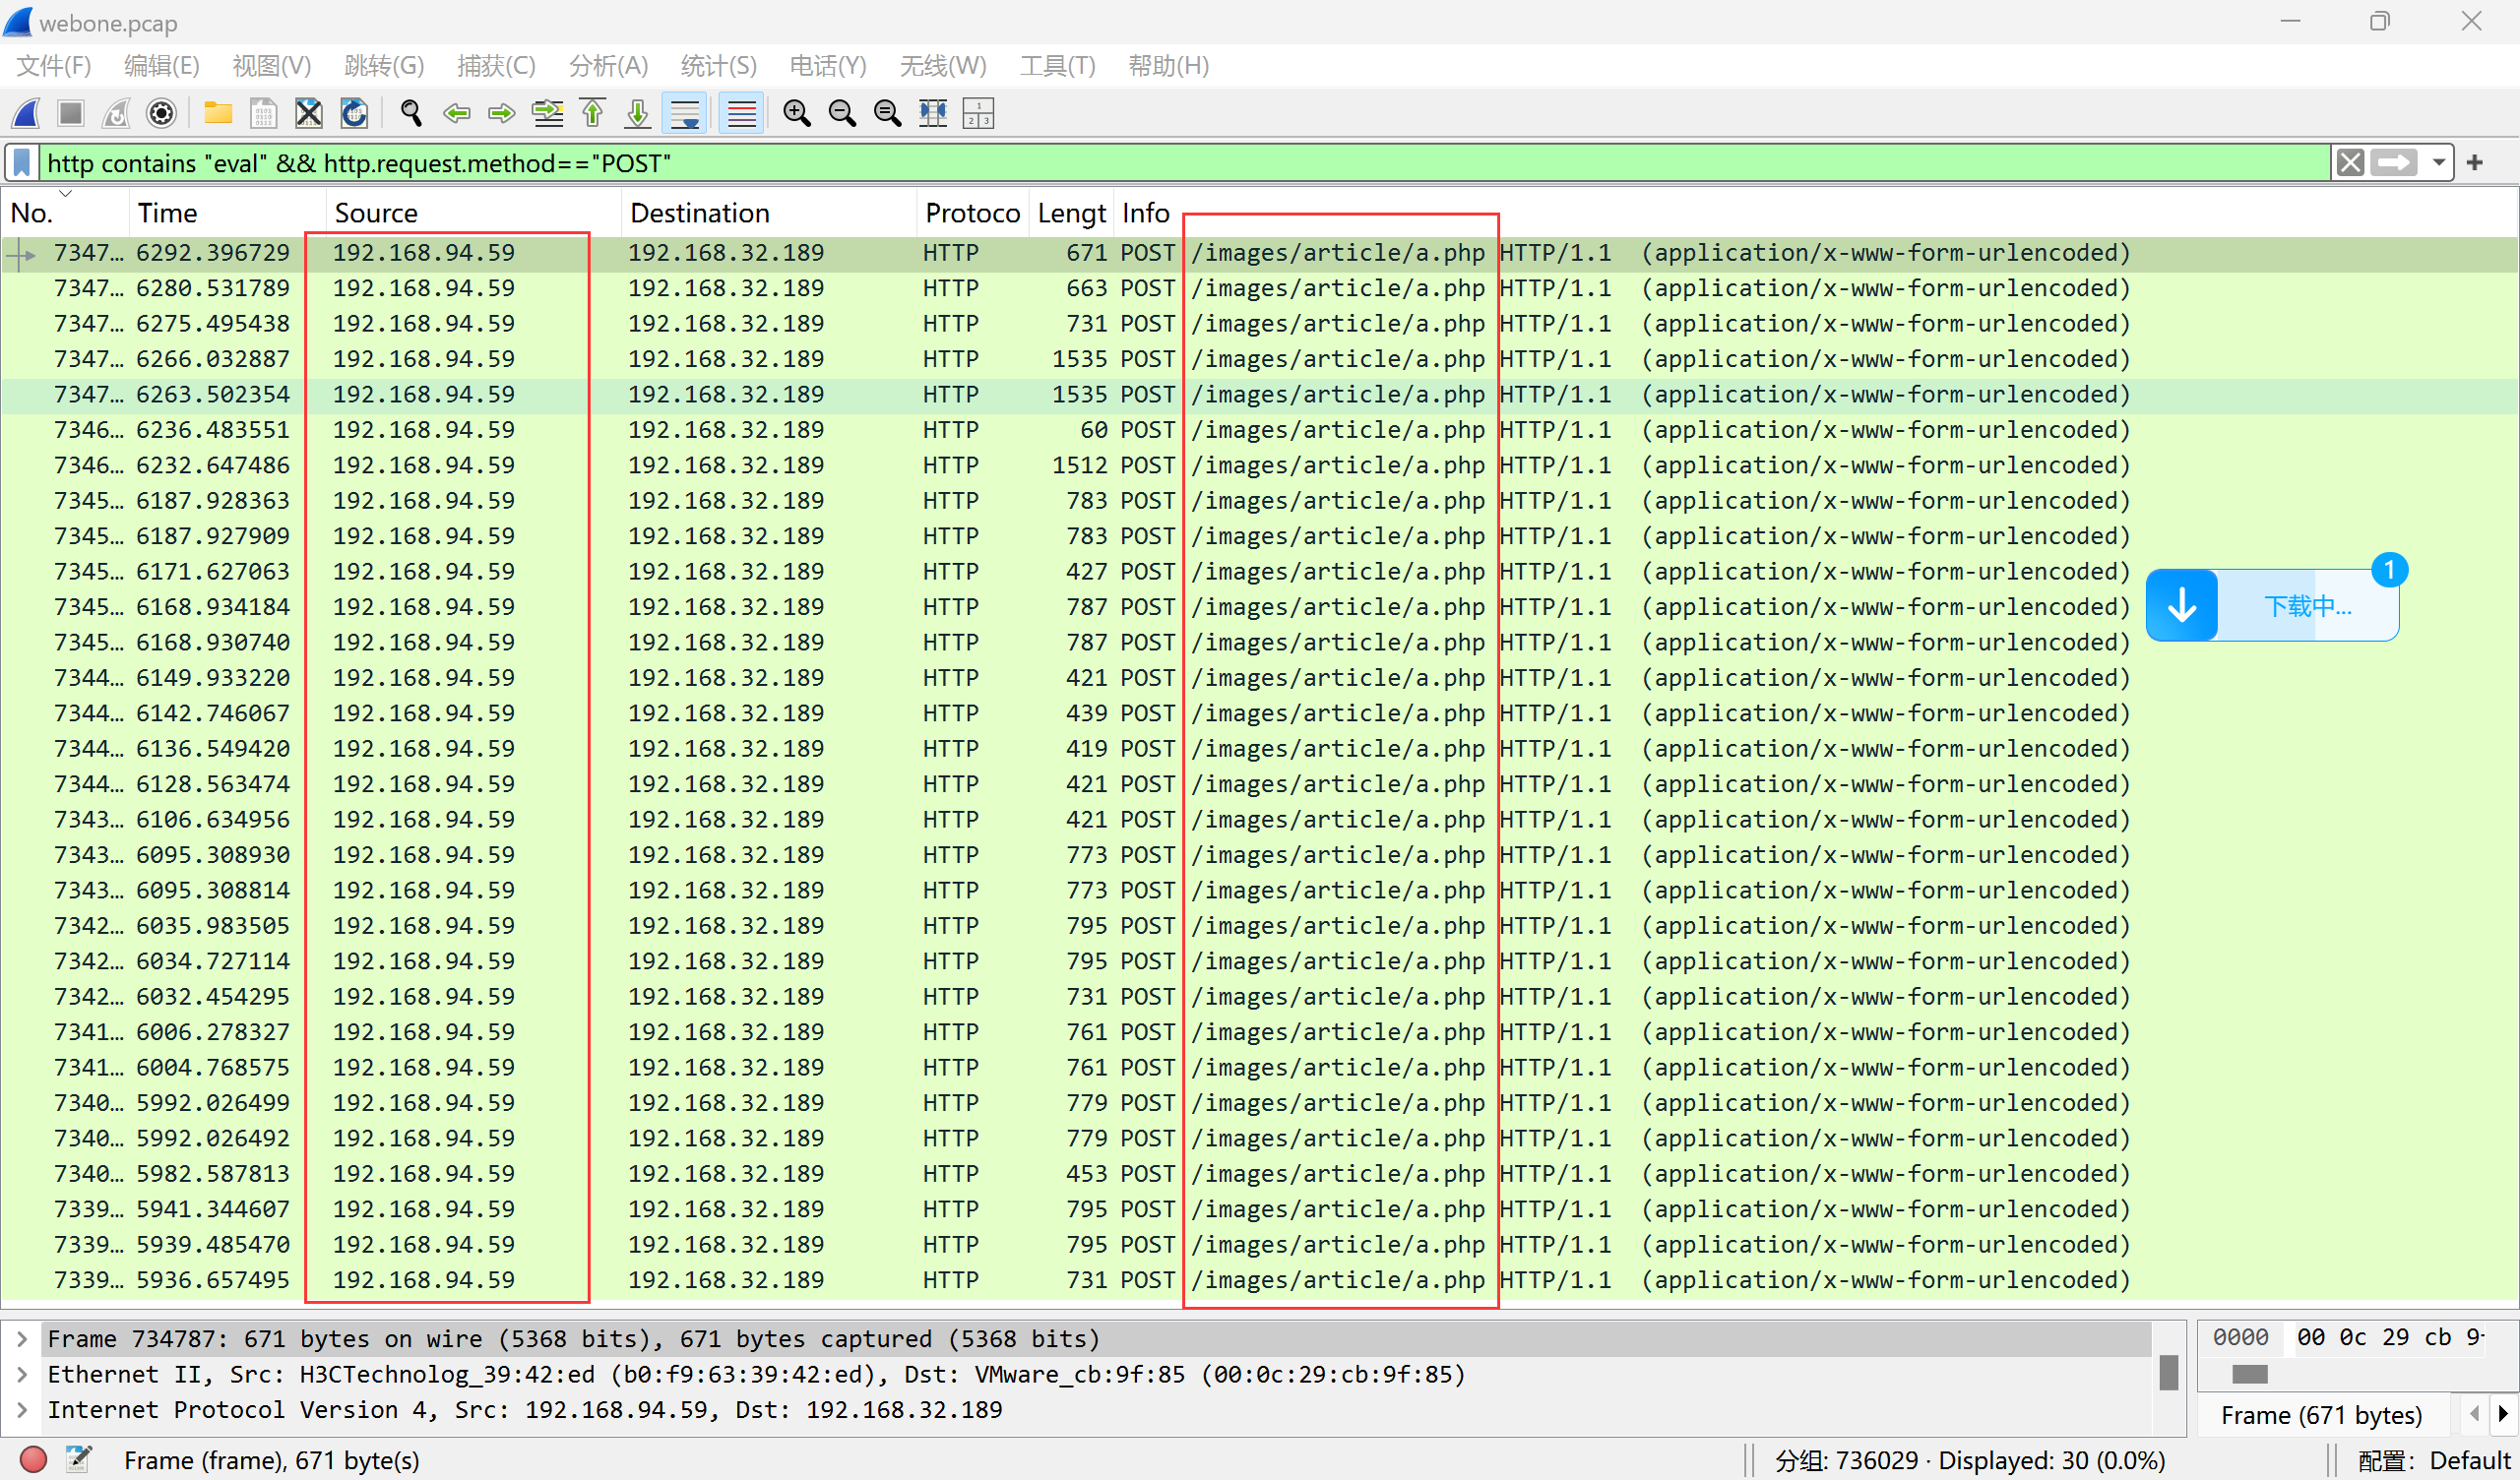 webone.pcap
文件(F) 编辑(E) 视图(V) 跳转(G) 捕获(C) 分析(A) 统计(S) 电话(Y) 无线(W) 工具(T) 帮助(H)
http contains "eval" && http.request.method=="POST"
No. Time Source Destination Protoco Lengt Info
7347… 6292.396729 192.168.94.59 192.168.32.189 HTTP 671 POST /images/article/a.php HTTP/1.1 (application/x-www-form-urlencoded)
7347… 6280.531789 192.168.94.59 192.168.32.189 HTTP 663 POST /images/article/a.php HTTP/1.1 (application/x-www-form-urlencoded)
7347… 6275.495438 192.168.94.59 192.168.32.189 HTTP 731 POST /images/article/a.php HTTP/1.1 (application/x-www-form-urlencoded)
7347… 6266.032887 192.168.94.59 192.168.32.189 HTTP 1535 POST /images/article/a.php HTTP/1.1 (application/x-www-form-urlencoded)
7347… 6263.502354 192.168.94.59 192.168.32.189 HTTP 1535 POST /images/article/a.php HTTP/1.1 (application/x-www-form-urlencoded)
7346… 6236.483551 192.168.94.59 192.168.32.189 HTTP 60 POST /images/article/a.php HTTP/1.1 (application/x-www-form-urlencoded)
7346… 6232.647486 192.168.94.59 192.168.32.189 HTTP 1512 POST /images/article/a.php HTTP/1.1 (application/x-www-form-urlencoded)
7345… 6187.928363 192.168.94.59 192.168.32.189 HTTP 783 POST /images/article/a.php HTTP/1.1 (application/x-www-form-urlencoded)
7345… 6187.927909 192.168.94.59 192.168.32.189 HTTP 783 POST /images/article/a.php HTTP/1.1 (application/x-www-form-urlencoded)
7345… 6171.627063 192.168.94.59 192.168.32.189 HTTP 427 POST /images/article/a.php HTTP/1.1 (application/x-www-form-urlencoded) 1
7345… 6168.934184 192.168.94.59 192.168.32.189 HTTP 787 POST /images/article/a.php HTTP/1.1 (application/x-www-form-urlencoded) 下载中...
7345… 6168.930740 192.168.94.59 192.168.32.189 HTTP 787 POST /images/article/a.php HTTP/1.1 (application/x-www-form-urlencoded)
7344… 6149.933220 192.168.94.59 192.168.32.189 HTTP 421 POST /images/article/a.php HTTP/1.1 (application/x-www-form-urlencoded)
7344… 6142.746067 192.168.94.59 192.168.32.189 HTTP 439 POST /images/article/a.php HTTP/1.1 (application/x-www-form-urlencoded)
7344… 6136.549420 192.168.94.59 192.168.32.189 HTTP 419 POST /images/article/a.php HTTP/1.1 (application/x-www-form-urlencoded)
7344… 6128.563474 192.168.94.59 192.168.32.189 HTTP 421 POST /images/article/a.php HTTP/1.1 (application/x-www-form-urlencoded)
7343… 6106.634956 192.168.94.59 192.168.32.189 HTTP 421 POST /images/article/a.php HTTP/1.1 (application/x-www-form-urlencoded)
7343… 6095.308930 192.168.94.59 192.168.32.189 HTTP 773 POST /images/article/a.php HTTP/1.1 (application/x-www-form-urlencoded)
7343… 6095.308814 192.168.94.59 192.168.32.189 HTTP 773 POST /images/article/a.php HTTP/1.1 (application/x-www-form-urlencoded)
7342… 6035.983505 192.168.94.59 192.168.32.189 HTTP 795 POST /images/article/a.php HTTP/1.1 (application/x-www-form-urlencoded)
7342… 6034.727114 192.168.94.59 192.168.32.189 HTTP 795 POST /images/article/a.php HTTP/1.1 (application/x-www-form-urlencoded)
7342… 6032.454295 192.168.94.59 192.168.32.189 HTTP 731 POST /images/article/a.php HTTP/1.1 (application/x-www-form-urlencoded)
7341… 6006.278327 192.168.94.59 192.168.32.189 HTTP 761 POST /images/article/a.php HTTP/1.1 (application/x-www-form-urlencoded)
7341… 6004.768575 192.168.94.59 192.168.32.189 HTTP 761 POST /images/article/a.php HTTP/1.1 (application/x-www-form-urlencoded)
7340… 5992.026499 192.168.94.59 192.168.32.189 HTTP 779 POST /images/article/a.php HTTP/1.1 (application/x-www-form-urlencoded)
7340… 5992.026492 192.168.94.59 192.168.32.189 HTTP 779 POST /images/article/a.php HTTP/1.1 (application/x-www-form-urlencoded)
7340… 5982.587813 192.168.94.59 192.168.32.189 HTTP 453 POST /images/article/a.php HTTP/1.1 (application/x-www-form-urlencoded)
7339… 5941.344607 192.168.94.59 192.168.32.189 HTTP 795 POST /images/article/a.php HTTP/1.1 (application/x-www-form-urlencoded)
7339… 5939.485470 192.168.94.59 192.168.32.189 HTTP 795 POST /images/article/a.php HTTP/1.1 (application/x-www-form-urlencoded)
7339… 5936.657495 192.168.94.59 192.168.32.189 HTTP 731 POST /images/article/a.php HTTP/1.1 (application/x-www-form-urlencoded)
Frame 734787: 671 bytes on wire (5368 bits), 671 bytes captured (5368 bits)
Ethernet II, Src: H3CTechnolog_39:42:ed (b0:f9:63:39:42:ed), Dst: VMware_cb:9f:85 (00:0c:29:cb:9f:85)
Internet Protocol Version 4, Src: 192.168.94.59, Dst: 192.168.32.189
0000 00 0c 29 cb 9
Frame (671 bytes)
Frame (frame), 671 byte(s)
分组: 736029 · Displayed: 30 (0.0%)
配置: Default